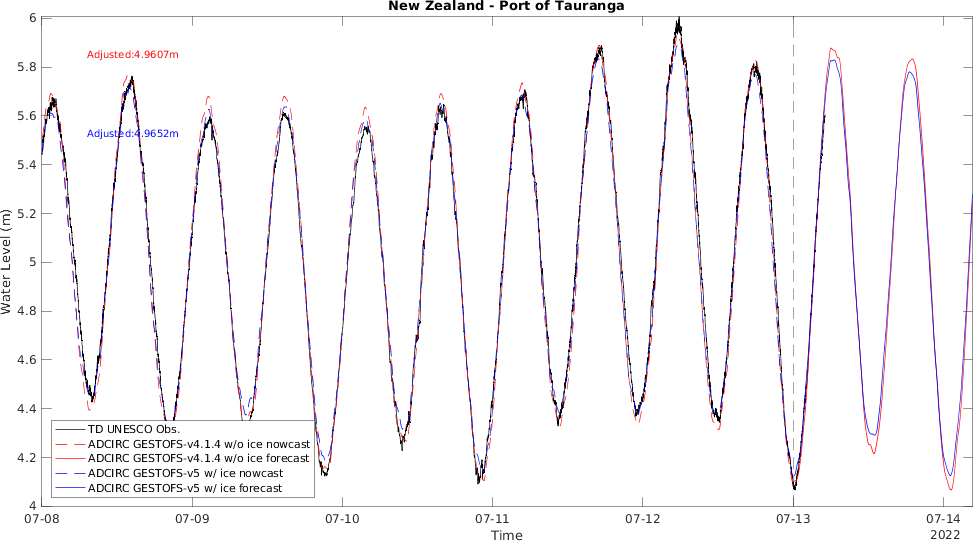 New Zealand - Port of Tauranga
Water Level (m)
6
5.8
5.6
5.4
5.2
5
4.8
4.6
4.4
4.2
4
Adjusted:4.9607m
Adjusted:4.9652m
TD UNESCO Obs.
ADCIRC GESTOFS-v4.1.4 w/o ice nowcast
ADCIRC GESTOFS-v4.1.4 w/o ice forecast
ADCIRC GESTOFS-v5 w/ ice nowcast
ADCIRC GESTOFS-v5 w/ ice forecast
07-08 07-09 07-10 07-11 07-12 07-13 07-14
Time
2022